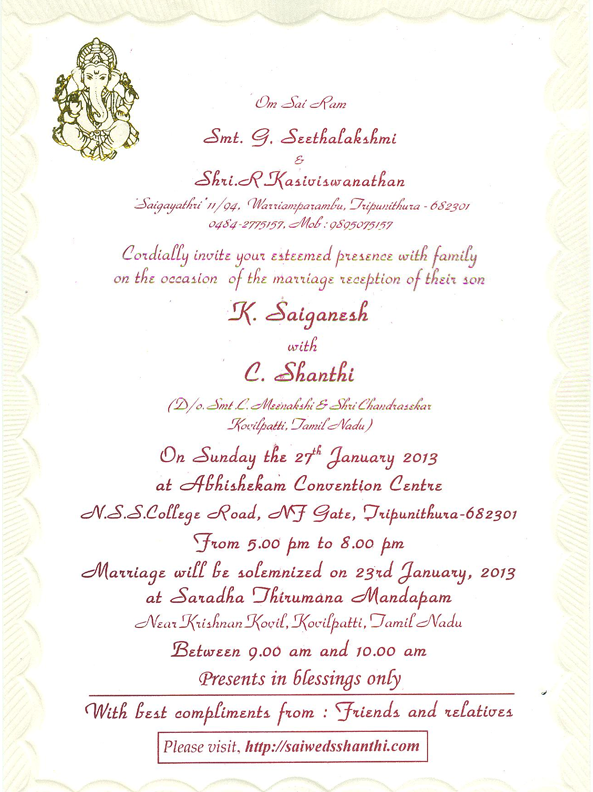 Om Sai Ram
Smt. G. Seethalakshmi
&
Shri.R.Kasiviswanathan
'Saigayathri' 11/94, Warriamparambu, Tripunithura - 682301
0484-2775157, Mob : 9895075157
Cordially invite your esteemed presence with family
on the occasion of the marriage reception of their son
K. Saiganesh
with
C. Shanthi
(D/o. Smt C. Meenakshi & Shri Chandrasekar
Kovilpatti, Tamil Nadu)
On Sunday the 27th January 2013
at Abhishekam Convention Centre
N.S.S.College Road, NF Gate, Tripunithura-682301
From 5.00 pm to 8.00 pm
Marriage will be solemnized on 23rd January, 2013
at Saradha Thirumana Mandapam
Near Krishnan Kovil, Kovilpatti, Tamil Nadu
Between 9.00 am and 10.00 am
Presents in blessings only
With best compliments from : Friends and relatives
Please visit, http://saiwedsshanthi.com